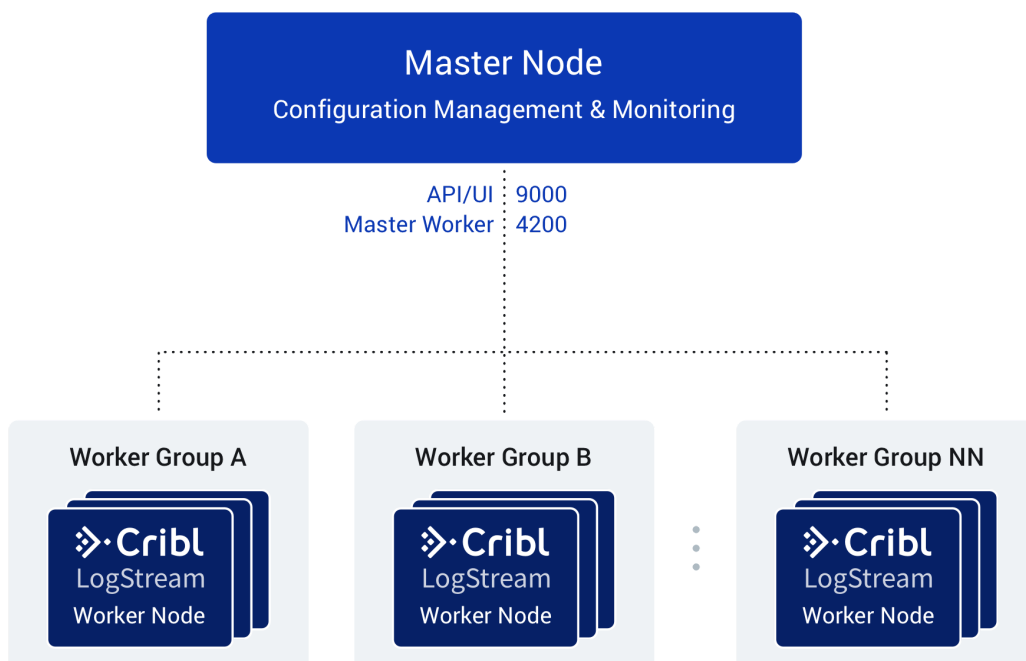 Master Node
Configuration Management & Monitoring
API/UI 9000
Master Worker 4200
Worker Group A
Worker Group B
Worker Group NN
Cribl
LogStream
Worker Node
Cribl
LogStream
Worker Node
Cribl
LogStream
Worker Node